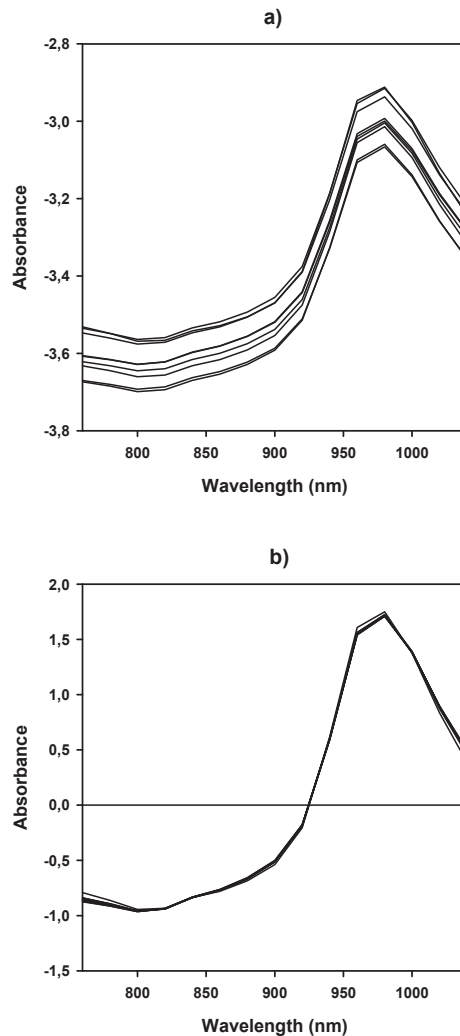 a)
-2,8
-3,0
-3,2
-3,4
-3,6
-3,8
Absorbance
800 850 900 950 1000
Wavelength (nm)
b)
2,0
1,5
1,0
0,5
0,0
-0,5
-1,0
-1,5
Absorbance
800 850 900 950 1000
Wavelength (nm)